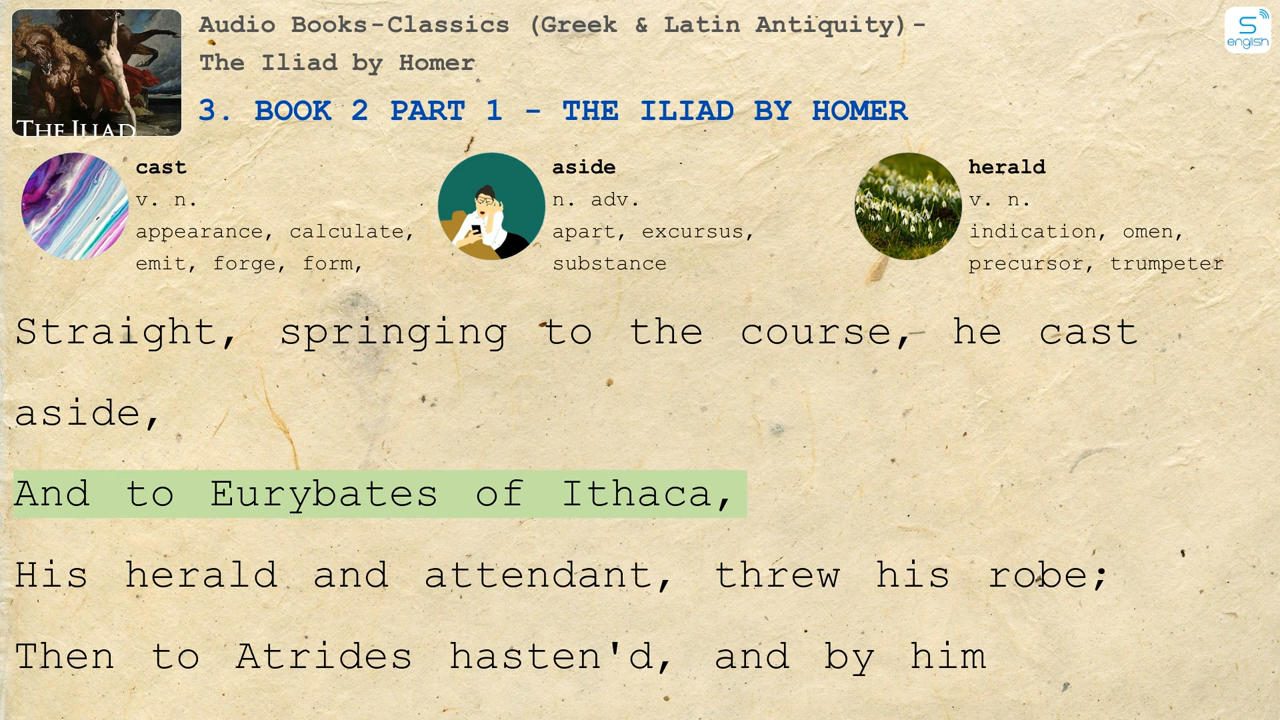 Audio Books-Classics (Greek & Latin Antiquity)-
The Iliad by Homer
3. BOOK 2 PART 1 - THE ILIAD BY HOMER
THE ILIAD
S
english
cast
v. n.
appearance, calculate,
emit, forge, form,
aside
n. adv.
apart, excursus,
substance
herald
v. n.
indication, omen,
precursor, trumpeter
Straight, springing to the course, he cast
aside,
And to Eurybates of Ithaca,
His herald and attendant, threw his robe;
Then to Atrides hasten'd, and by him